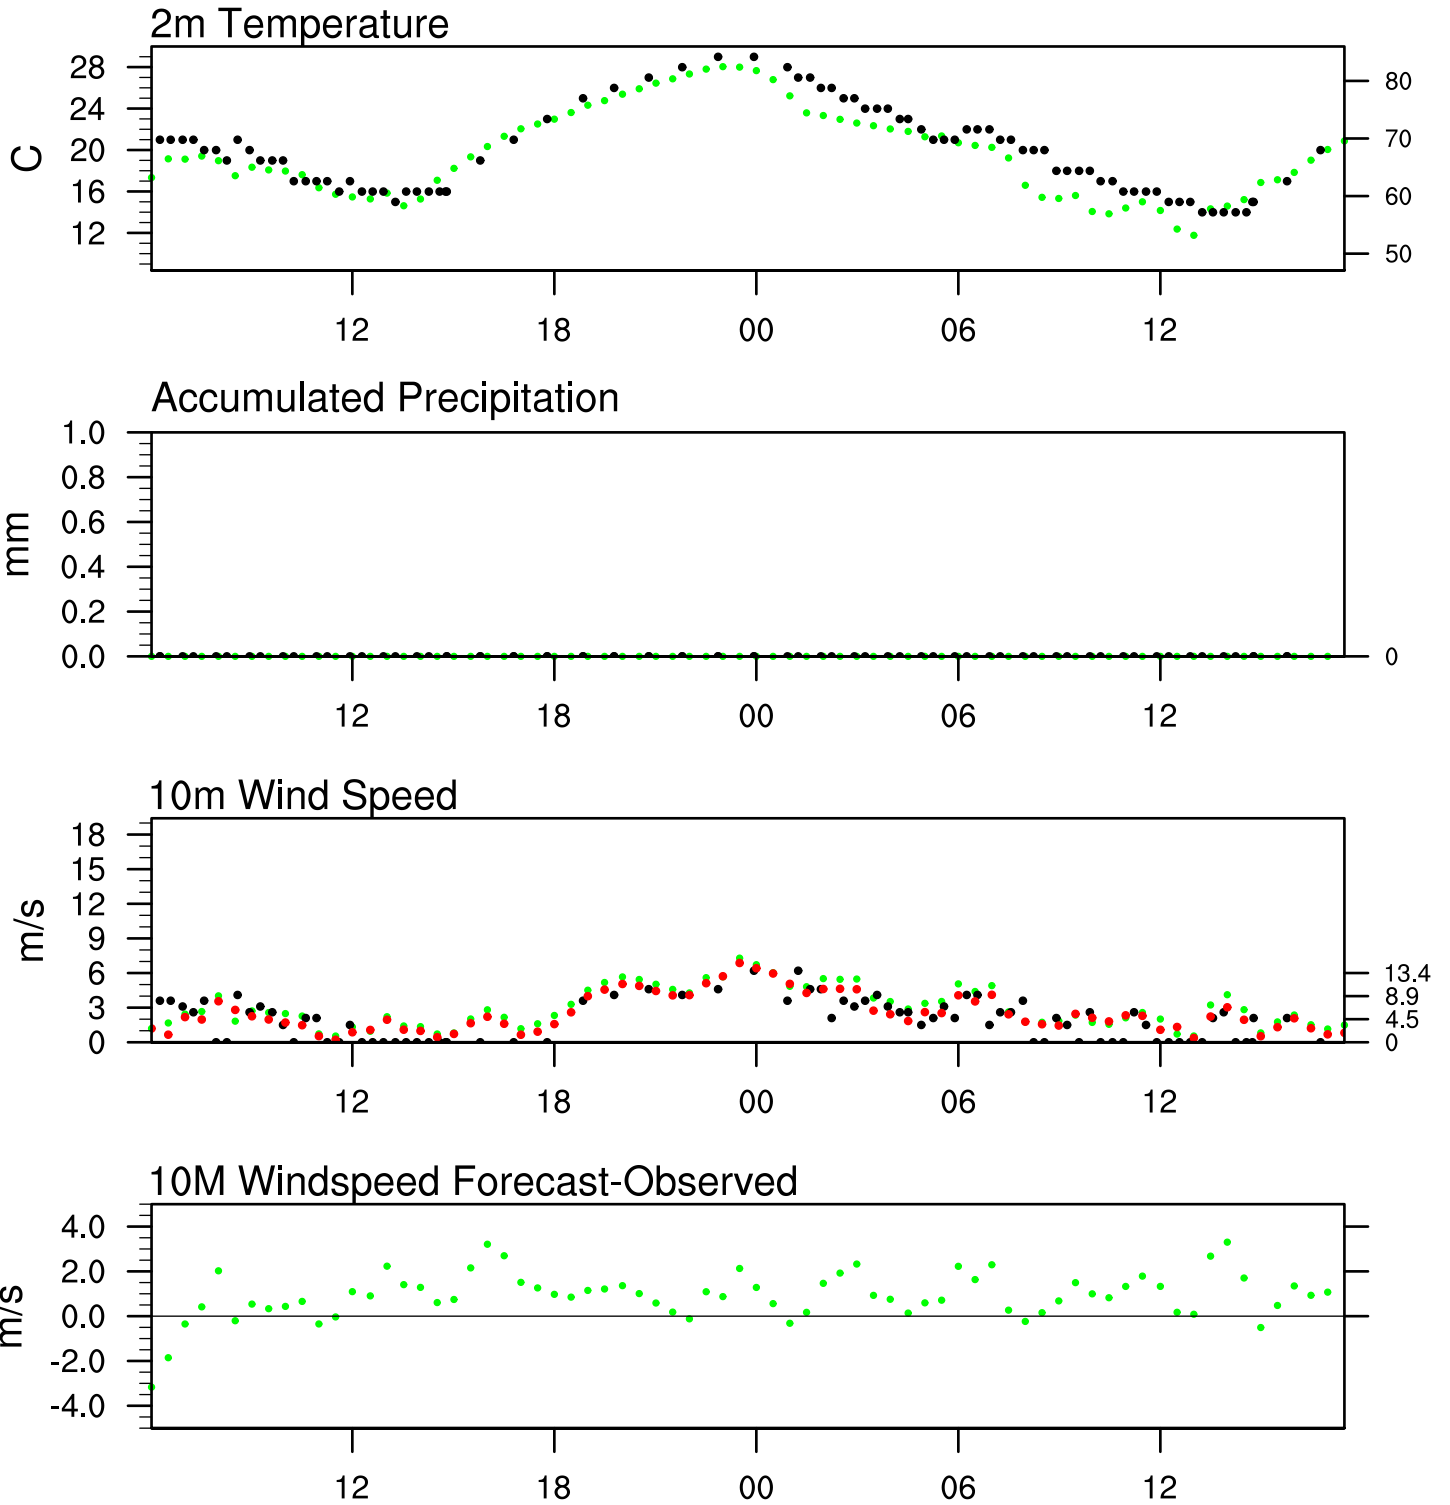 2m Temperature
28
24
20
16
12
C
80
70
60
50
12 18 00 06 12
Accumulated Precipitation
1.0
0.8
0.6
0.4
0.2
0.0
mm
0
12 18 00 06 12
10m Wind Speed
18
15
12
9
6
3
0
m/s
13.4
8.9
4.5
0
12 18 00 06 12
10M Windspeed Forecast-Observed
4.0
2.0
0.0
-2.0
-4.0
m/s
12 18 00 06 12